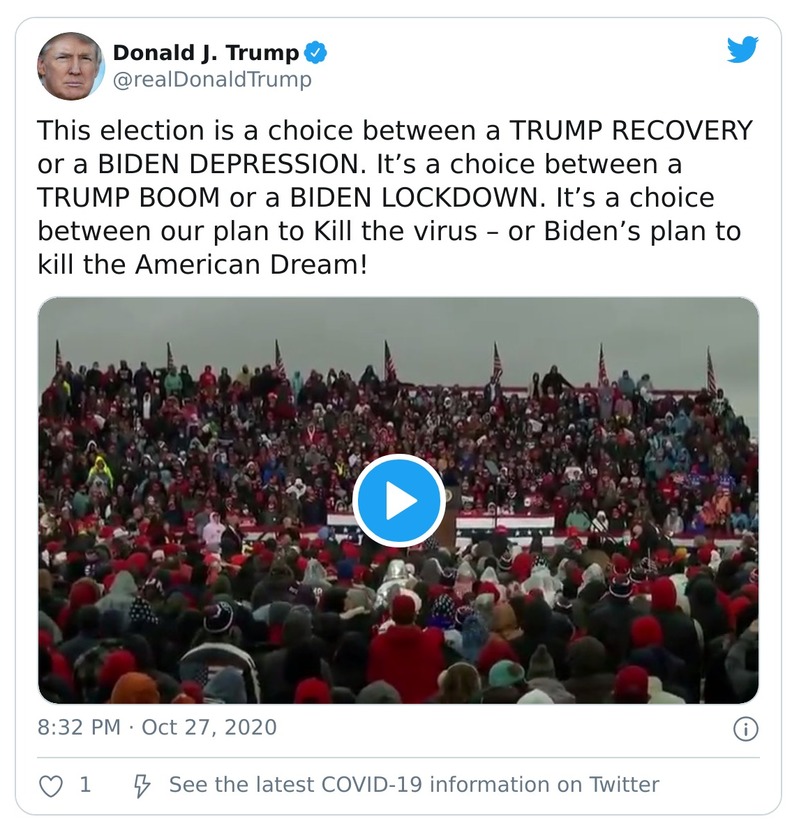 Donald J. Trump
@realDonaldTrump
This election is a choice between a TRUMP RECOVERY
or a BIDEN DEPRESSION. It’s a choice between a
TRUMP BOOM or a BIDEN LOCKDOWN. It’s a choice
between our plan to Kill the virus – or Biden’s plan to
kill the American Dream!
8:32 PM · Oct 27, 2020
1
See the latest COVID-19 information on Twitter